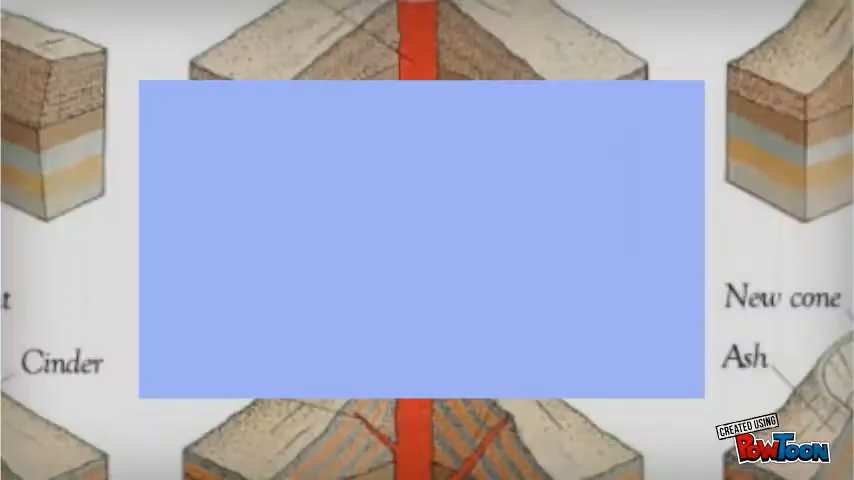 t
New cone
Cinder
Ash
CREATED USING
POWTOON